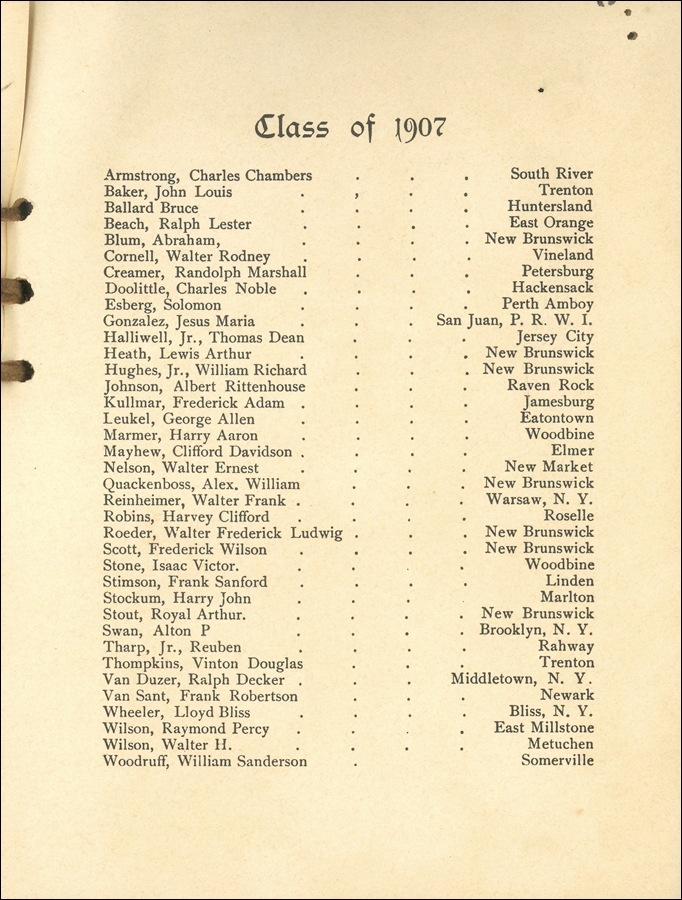 Class of 1907
Armstrong, Charles Chambers . . . South River
Baker, John Louis . , . . Trenton
Ballard Bruce . . . . Huntersland
Beach, Ralph Lester . . . . East Orange
Blum, Abraham, . . . . New Brunswick
Cornell, Walter Rodney . . . . Vineland
Creamer, Randolph Marshall . . . Petersburg
Doolittle, Charles Noble . . . . Hackensack
Esberg, Solomon . . . . Perth Amboy
Gonzalez, Jesus Maria . . . San Juan, P. R. W. I.
Halliwell, Jr., Thomas Dean . . . Jersey City
Heath, Lewis Arthur . . . . New Brunswick
Hughes, Jr., William Richard . . . New Brunswick
Johnson, Albert Rittenhouse . . . Raven Rock
Kullmar, Frederick Adam . . . . Jamesburg
Leukel, George Allen . . . . Eatontown
Marmer, Harry Aaron . . . . Woodbine
Mayhew, Clifford Davidson . . . . Elmer
Nelson, Walter Ernest . . . . New Market
Quackenboss, Alex. William . . . New Brunswick
Reinheimer, Walter Frank . . . . Warsaw, N. Y.
Robins, Harvey Clifford . . . . Roselle
Roeder, Walter Frederick Ludwig . . . New Brunswick
Scott, Frederick Wilson . . . . New Brunswick
Stone, Isaac Victor. . . . . Woodbine
Stimson, Frank Sanford . . . . Linden
Stockum, Harry John . . . . Marlton
Stout, Royal Arthur. . . . . New Brunswick
Swan, Alton P . . . . Brooklyn, N. Y.
Tharp, Jr., Reuben . . . . Rahway
Thompkins, Vinton Douglas . . . Trenton
Van Duzer, Ralph Decker . . . Middletown, N. Y.
Van Sant, Frank Robertson . . . Newark
Wheeler, Lloyd Bliss . . . . Bliss, N. Y.
Wilson, Raymond Percy . . . . East Millstone
Wilson, Walter H. . . . . Metuchen
Woodruff, William Sanderson . Somerville